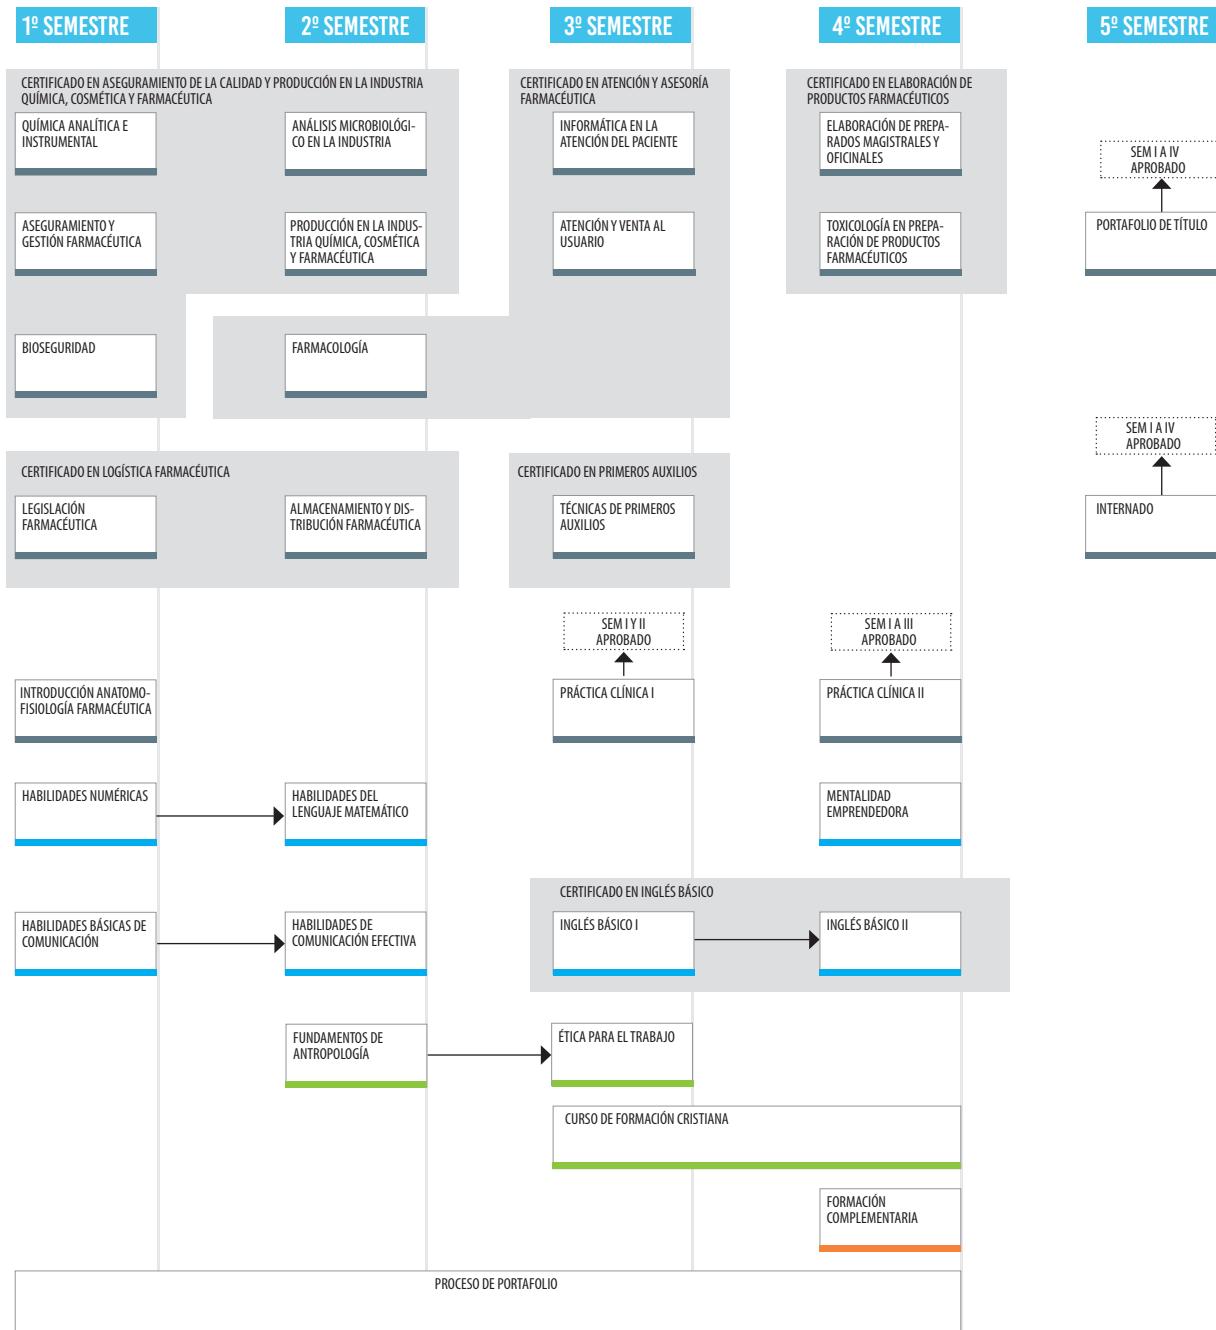 1º SEMESTRE
2º SEMESTRE
3º SEMESTRE
4º SEMESTRE
5º SEMESTRE
CERTIFICADO EN ASEGURAMIENTO DE LA CALIDAD Y PRODUCCIÓN EN LA INDUSTRIA
QUÍMICA, COSMÉTICA Y FARMACÉUTICA
CERTIFICADO EN ATENCIÓN Y ASESORÍA
FARMACÉUTICA
CERTIFICADO EN ELABORACIÓN DE
PRODUCTOS FARMACÉUTICOS
QUÍMICA ANALÍTICA E
INSTRUMENTAL
ANÁLISIS MICROBIOLÓGI-
CO EN LA INDUSTRIA
INFORMÁTICA EN LA
ATENCIÓN DEL PACIENTE
ELABORACIÓN DE PREPA-
RADOS MAGISTRALES Y
OFICINALES
SEM I A IV
APROBADO
ASEGURAMIENTO Y
GESTIÓN FARMACÉUTICA
PRODUCCIÓN EN LA INDUS-
TRIA QUÍMICA, COSMÉTICA
Y FARMACÉUTICA
ATENCIÓN Y VENTA AL
USUARIO
TOXICOLOGÍA EN PREPA-
RACIÓN DE PRODUCTOS
FARMACÉUTICOS
PORTAFOLIO DE TÍTULO
BIOSEGURIDAD
FARMACOLOGÍA
SEM I A IV
APROBADO
CERTIFICADO EN LOGÍSTICA FARMACÉUTICA
CERTIFICADO EN PRIMEROS AUXILIOS
LEGISLACIÓN
FARMACÉUTICA
ALMACENAMIENTO Y DIS-
TRIBUCIÓN FARMACÉUTICA
TÉCNICAS DE PRIMEROS
AUXILIOS
INTERNADO
SEM I Y II
APROBADO
SEM I A III
APROBADO
INTRODUCCIÓN ANATOMO-
FISIOLOGÍA FARMACÉUTICA
PRÁCTICA CLÍNICA I
PRÁCTICA CLÍNICA II
HABILIDADES NUMÉRICAS
HABILIDADES DEL
LENGUAJE MATEMÁTICO
MENTALIDAD
EMPRENDEDORA
CERTIFICADO EN INGLÉS BÁSICO
HABILIDADES BÁSICAS DE
COMUNICACIÓN
HABILIDADES DE
COMUNICACIÓN EFECTIVA
INGLÉS BÁSICO I
INGLÉS BÁSICO II
FUNDAMENTOS DE
ANTROPOLOGÍA
ÉTICA PARA EL TRABAJO
CURSO DE FORMACIÓN CRISTIANA
FORMACIÓN
COMPLEMENTARIA
PROCESO DE PORTAFOLIO